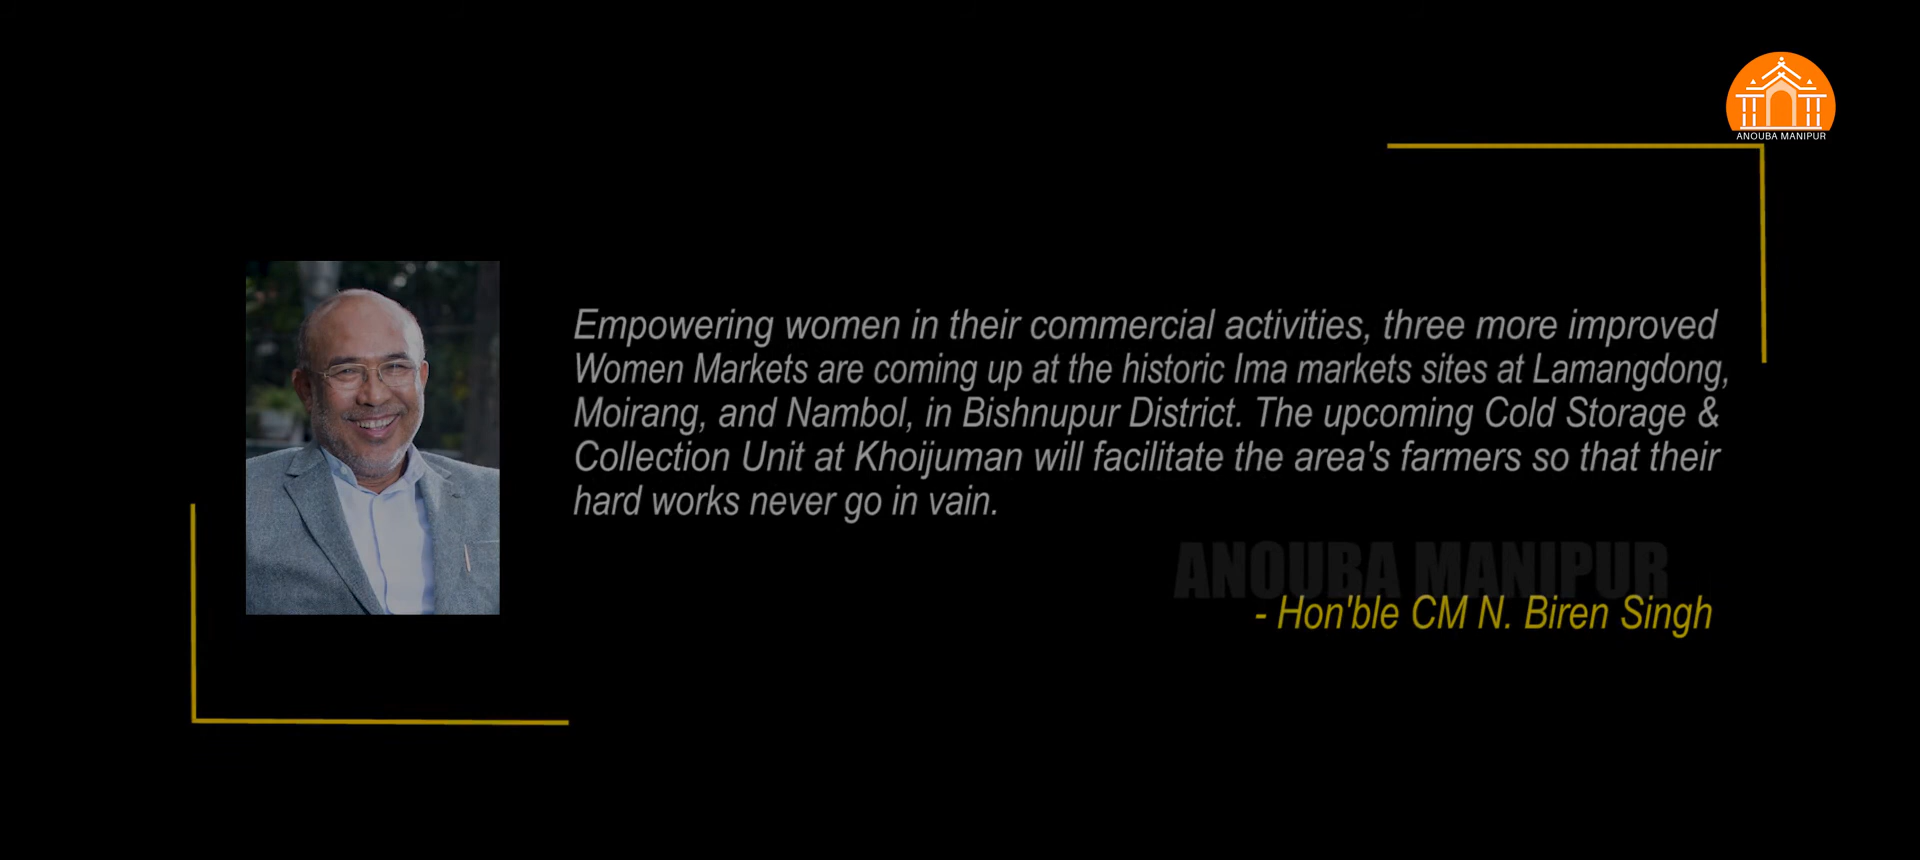 ANOUBA MANIPUR
Empowering women in their commercial activities, three more improved
Women Markets are coming up at the historic Ima markets sites at Lamangdong,
Moirang, and Nambol, in Bishnupur District. The upcoming Cold Storage &
Collection Unit at Khoijuman will facilitate the area's farmers so that their
hard works never go in vain.
ANOUBA MANIPUR
- Hon'ble CM N. Biren Singh